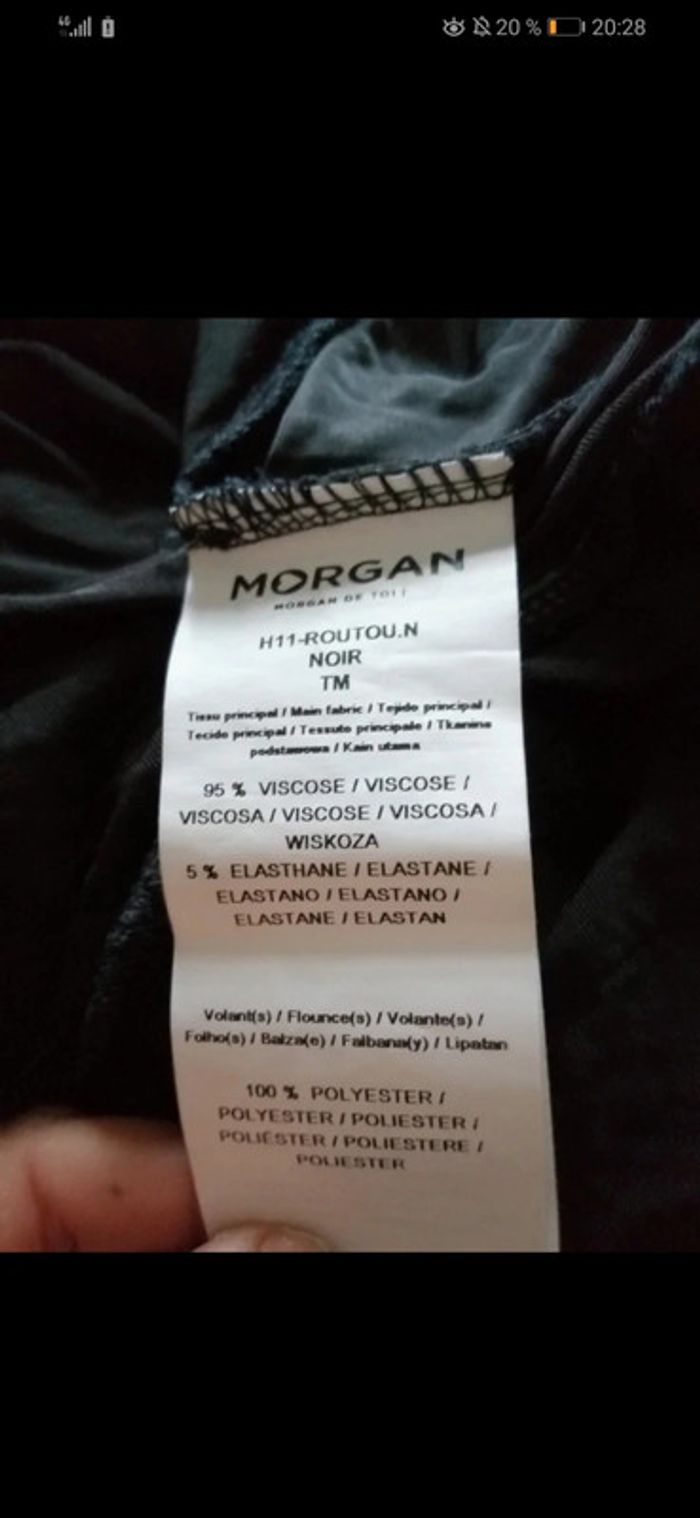 4G 20 % 20:28
MORGAN
MORGAN DE TOI !
H11-ROUTOU.N
NOIR
TM
Tissu principal / Main fabric / Tejido principal /
Tecido principal / Tessuto principale / Tkanina
podstawowa / Kain utama
95 % VISCOSE / VISCOSE /
VISCOSA / VISCOSE / VISCOSA /
WISKOZA
5 % ELASTHANE / ELASTANE /
ELASTANO / ELASTANO /
ELASTANE / ELASTAN
Volant(s) / Flounce(s) / Volante(s) /
Folho(s) / Balza(e) / Falbana(y) / Lipatan
100 % POLYESTER /
POLYESTER / POLIESTER /
POLIÉSTER / POLIESTERE /
POLIESTER